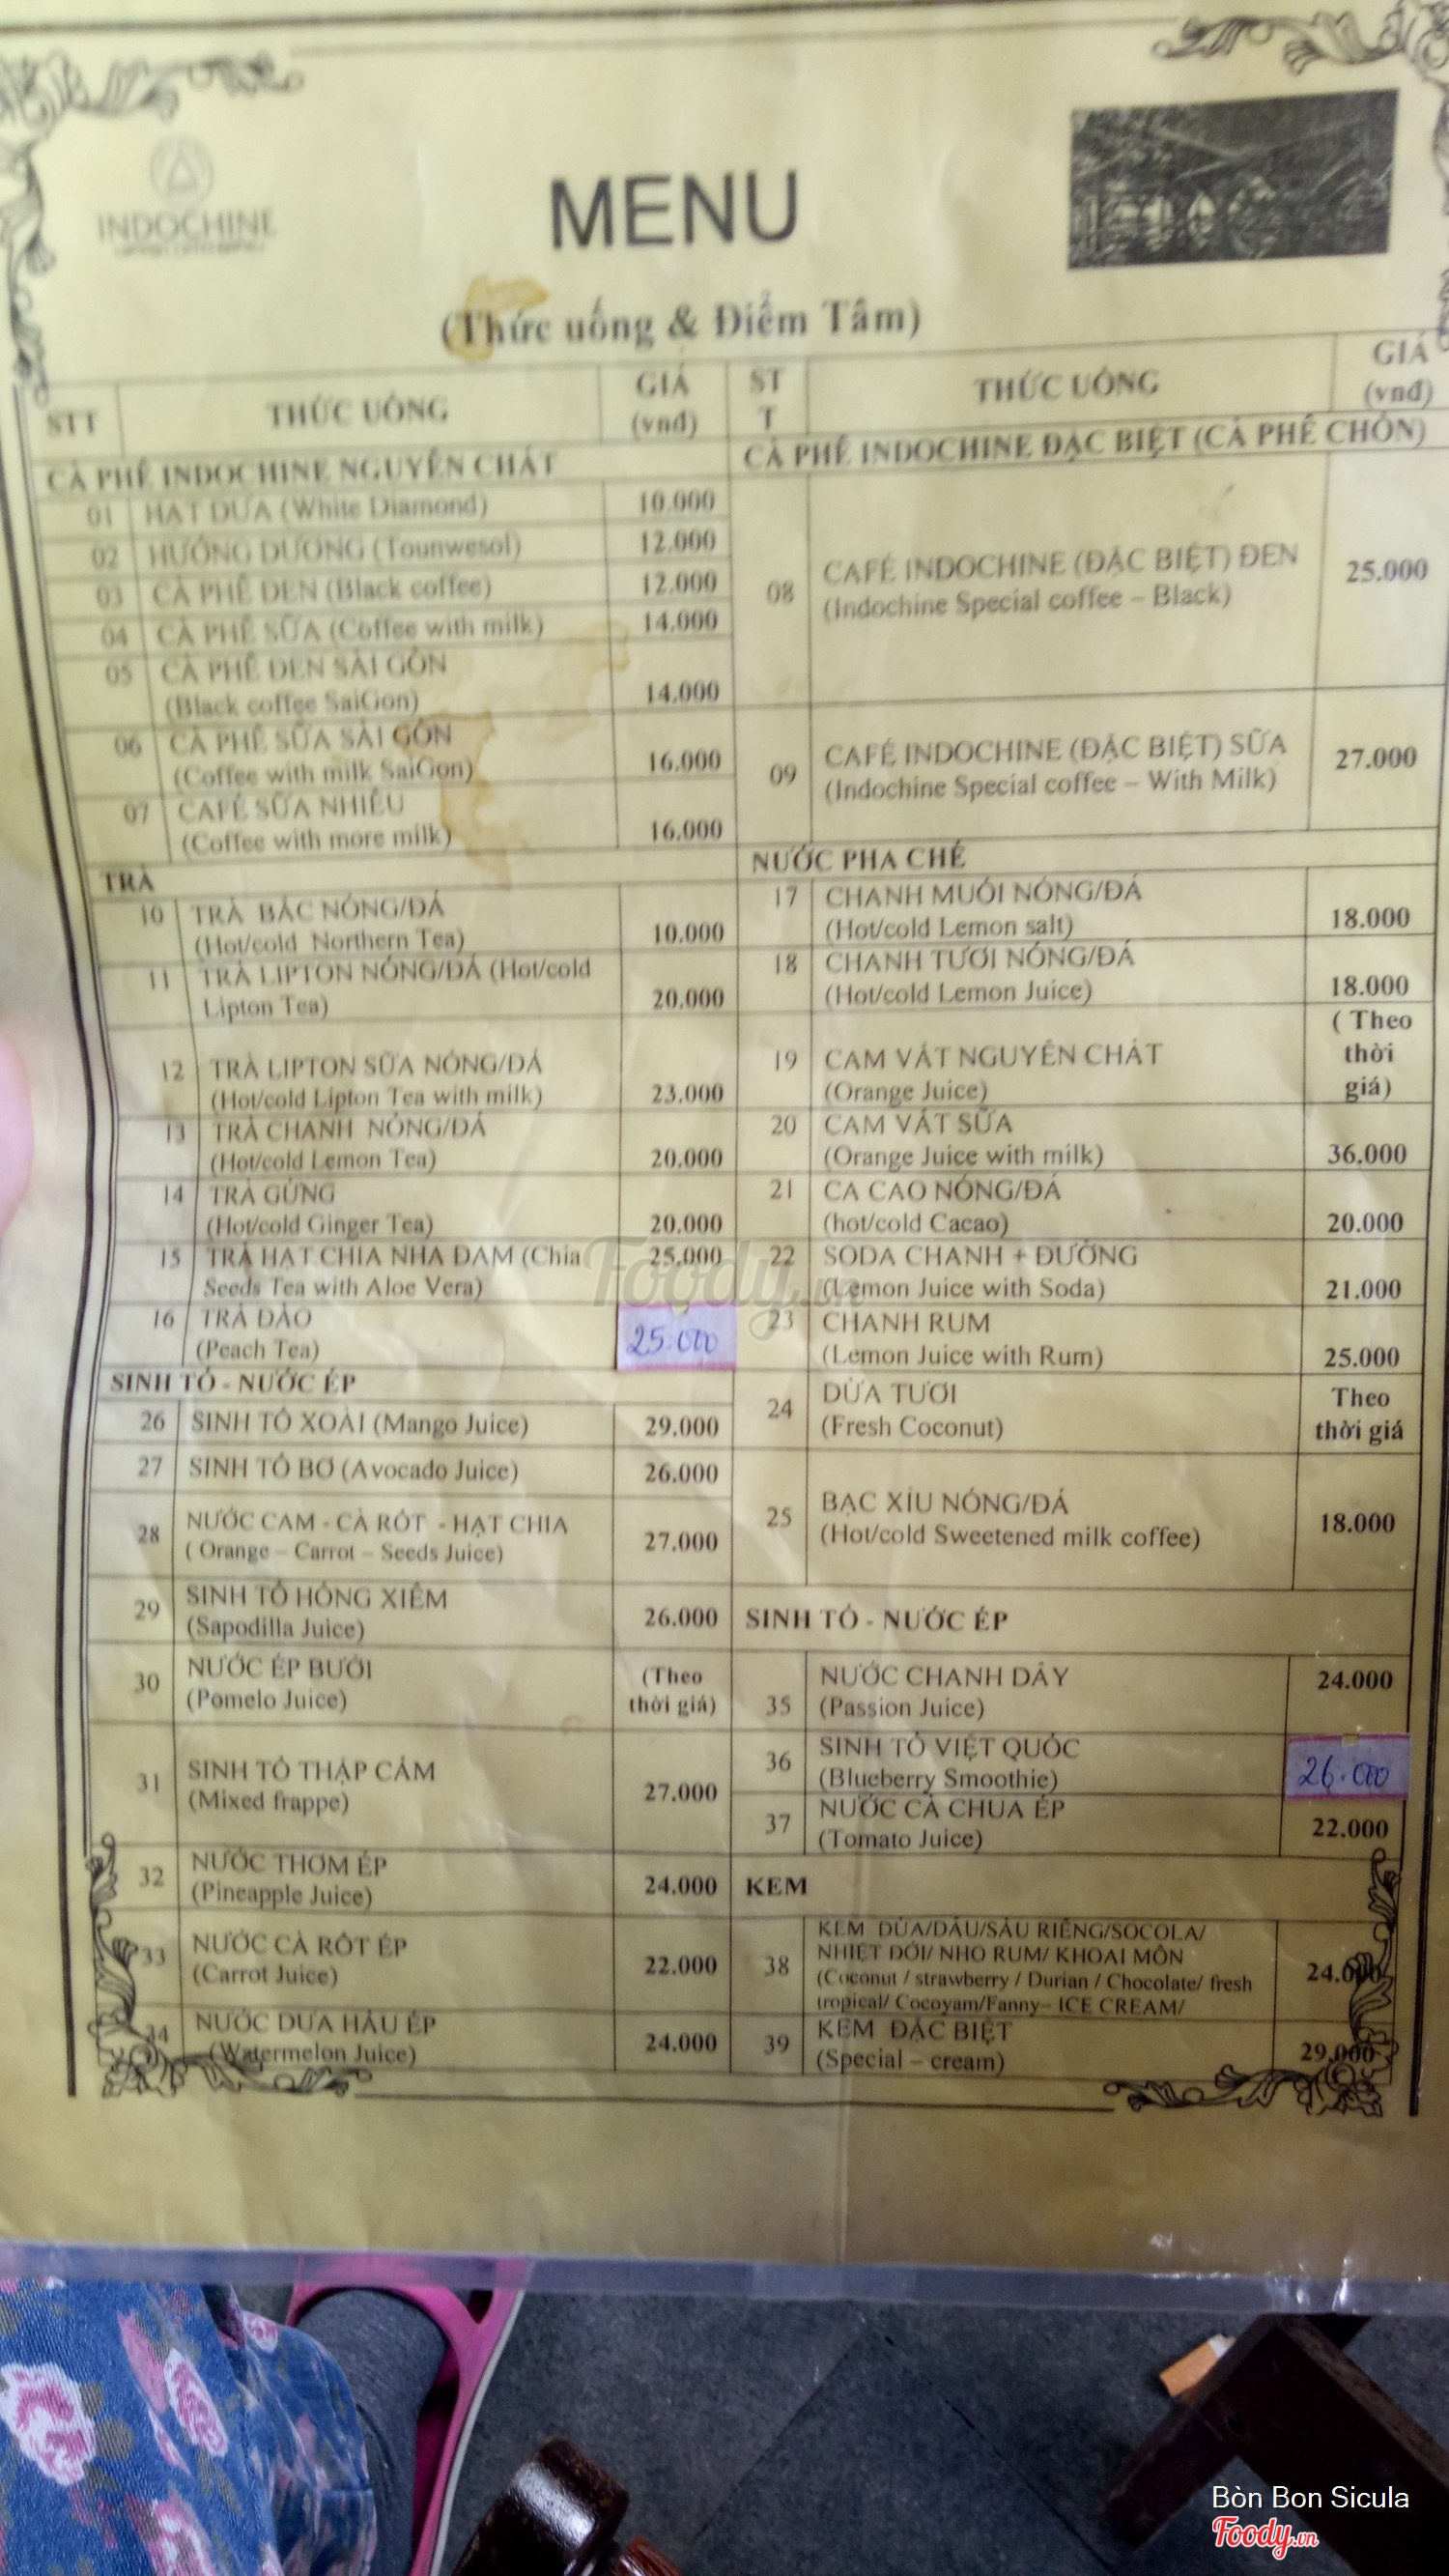 INDOCHINE
MENU
(Thức uống & Điểm Tâm)
STT THỨC UỐNG GIÁ (vnđ)
CÀ PHÊ INDOCHINE NGUYÊN CHẤT
01 HẠT DƯA (White Diamond) 10.000
02 HƯỚNG DƯƠNG (Tounwesol) 12.000
03 CÀ PHÊ ĐEN (Black coffee) 12.000
04 CÀ PHÊ SỮA (Coffee with milk) 14.000
05 CÀ PHÊ ĐEN SÀI GÒN
(Black coffee SaiGon) 14.000
06 CÀ PHÊ SỮA SÀI GÒN
(Coffee with milk SaiGon) 16.000
07 CAFÉ SỮA NHIỀU
(Coffee with more milk) 16.000
TRÀ
10 TRÀ BẮC NÓNG/ĐÁ
(Hot/cold Northern Tea) 10.000
11 TRÀ LIPTON NÓNG/ĐÁ (Hot/cold
Lipton Tea) 20.000
12 TRÀ LIPTON SỮA NÓNG/ĐÁ
(Hot/cold Lipton Tea with milk) 23.000
13 TRÀ CHANH NÓNG/ĐÁ
(Hot/cold Lemon Tea) 20.000
14 TRÀ GỪNG
(Hot/cold Ginger Tea) 20.000
15 TRÀ HẠT CHIA NHA ĐAM (Chia 25.000
Seeds Tea with Aloe Vera)
16 TRÀ ĐÀO
(Peach Tea) 25.000
SINH TỐ - NƯỚC ÉP
26 SINH TỐ XOÀI (Mango Juice) 29.000
27 SINH TỐ BƠ (Avocado Juice) 26.000
28 NƯỚC CAM - CÀ RỐT - HẠT CHIA
( Orange – Carrot – Seeds Juice) 27.000
29 SINH TỐ HỒNG XIÊM
(Sapodilla Juice) 26.000
30 NƯỚC ÉP BƯỞI (Theo
(Pomelo Juice) thời giá)
31 SINH TỐ THẬP CẨM
(Mixed frappe) 27.000
32 NƯỚC THƠM ÉP
(Pineapple Juice) 24.000
33 NƯỚC CÀ RỐT ÉP
(Carrot Juice) 22.000
34 NƯỚC DƯA HẤU ÉP
(Watermelon Juice) 24.000
ST
T THỨC UỐNG GIÁ
(vnđ)
CÀ PHÊ INDOCHINE ĐẶC BIỆT (CÀ PHÊ CHỒN)
08 CAFÉ INDOCHINE (ĐẶC BIỆT) ĐEN 25.000
(Indochine Special coffee – Black)
09 CAFÉ INDOCHINE (ĐẶC BIỆT) SỮA 27.000
(Indochine Special coffee – With Milk)
NƯỚC PHA CHẾ
17 CHANH MUỐI NÓNG/ĐÁ
(Hot/cold Lemon salt) 18.000
18 CHANH TƯƠI NÓNG/ĐÁ
(Hot/cold Lemon Juice) 18.000
( Theo
19 CAM VẮT NGUYÊN CHẤT thời
(Orange Juice) giá)
20 CAM VẮT SỮA
(Orange Juice with milk) 36.000
21 CA CAO NÓNG/ĐÁ
(hot/cold Cacao) 20.000
22 SODA CHANH + ĐƯỜNG
(Lemon Juice with Soda) 21.000
23 CHANH RUM
(Lemon Juice with Rum) 25.000
24 DỪA TƯƠI Theo
(Fresh Coconut) thời giá
25 BẠC XỈU NÓNG/ĐÁ
(Hot/cold Sweetened milk coffee) 18.000
SINH TỐ - NƯỚC ÉP
35 NƯỚC CHANH DÂY 24.000
(Passion Juice)
36 SINH TỐ VIỆT QUỐC
(Blueberry Smoothie) 26.000
37 NƯỚC CÀ CHUA ÉP
(Tomato Juice) 22.000
KEM
38 KEM DỪA/DÂU/SẦU RIÊNG/SOCOLA/
NHIỆT ĐỚI/ NHO RUM/ KHOAI MÔN
(Coconut / strawberry / Durian / Chocolate/ fresh 24.000
tropical/ Cocoyam/Fanny– ICE CREAM/
39 KEM ĐẶC BIỆT
(Special – cream) 29.000
Foody.vn
Bòn Bon Sicula
Foody.vn